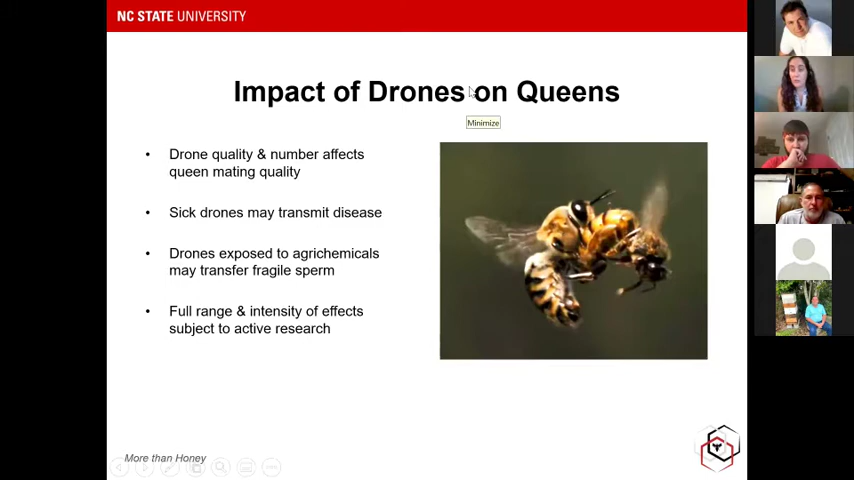 NC STATE UNIVERSITY
Impact of Drones on Queens
Minimize
• Drone quality & number affects
queen mating quality
• Sick drones may transmit disease
• Drones exposed to agrichemicals
may transfer fragile sperm
• Full range & intensity of effects
subject to active research
More than Honey